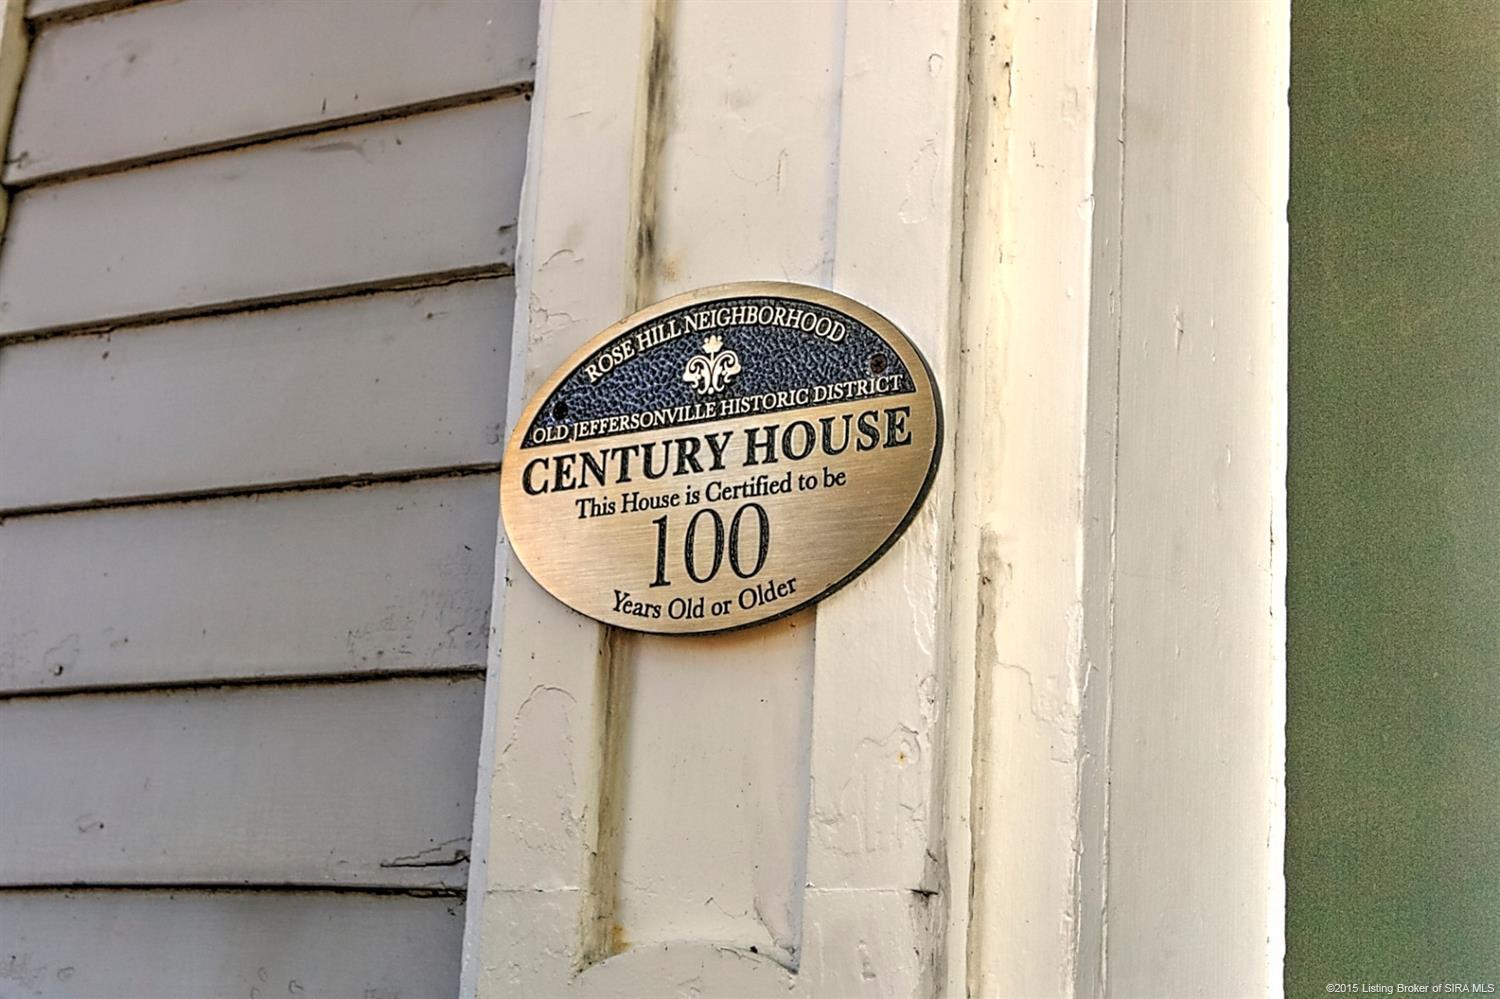 ROSE HILL NEIGHBORHOOD
OLD JEFFERSONVILLE HISTORIC DISTRICT
CENTURY HOUSE
This House is Certified to be
100
Years Old or Older
©2015 Listing Broker of SIRA MLS